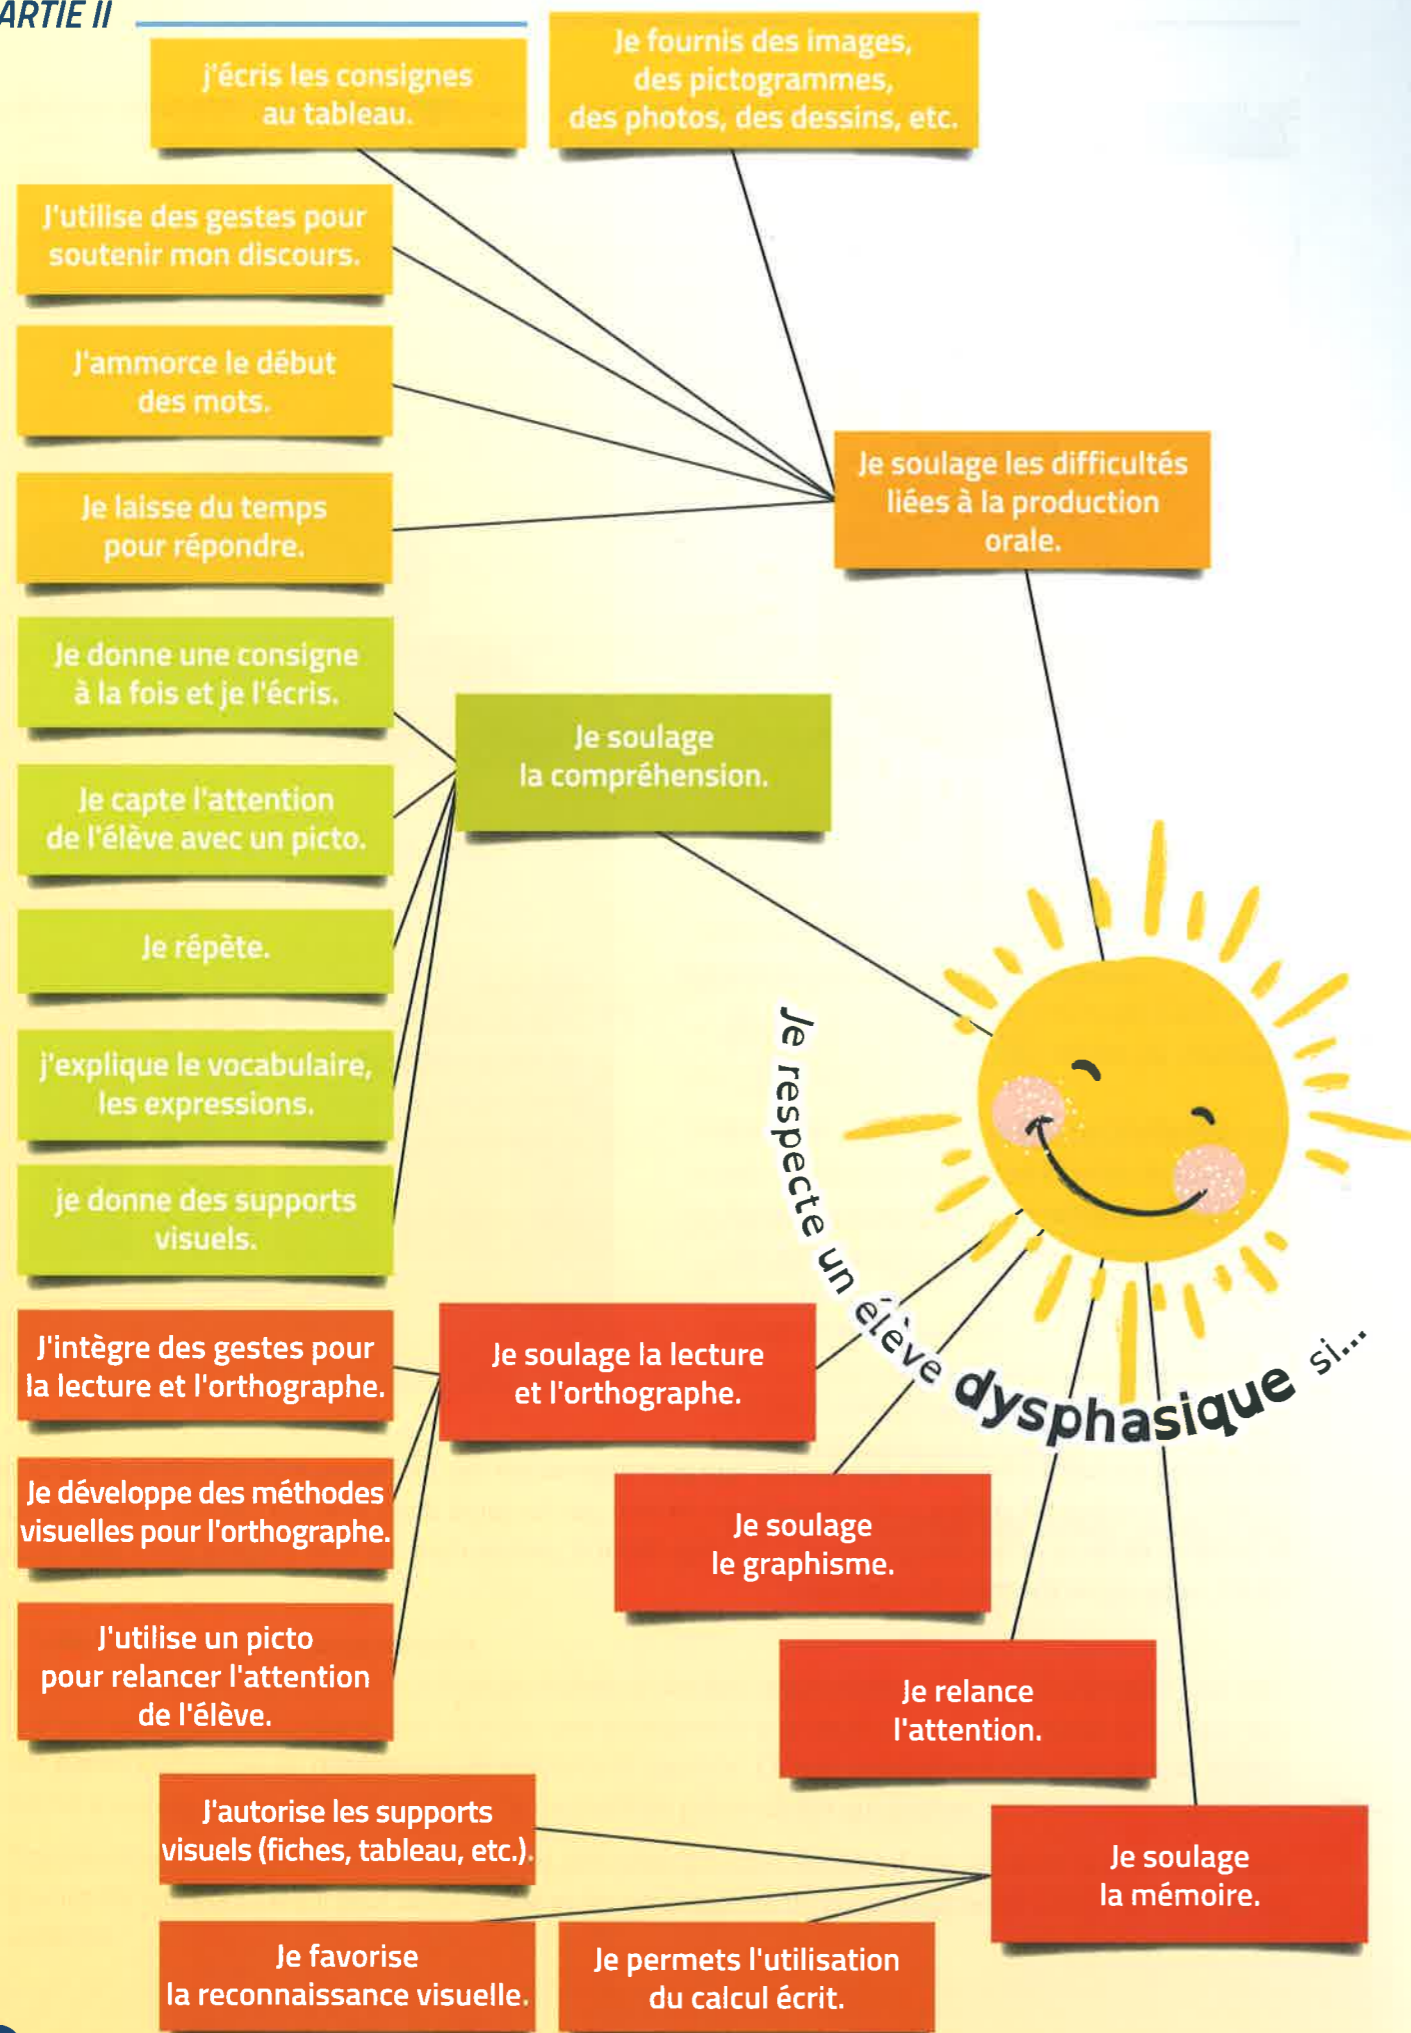 ARTIE II
j'écris les consignes
au tableau.
Je fournis des images,
des pictogrammes,
des photos, des dessins, etc.
J'utilise des gestes pour
soutenir mon discours.
J'ammorce le début
des mots.
Je laisse du temps
pour répondre.
Je soulage les difficultés
liées à la production
orale.
Je donne une consigne
à la fois et je l'écris.
Je capte l'attention
de l'élève avec un picto.
Je répète.
j'explique le vocabulaire,
les expressions.
je donne des supports
visuels.
Je soulage
la compréhension.
Je respecte un élève dysphasique si...
J'intègre des gestes pour
la lecture et l'orthographe.
Je développe des méthodes
visuelles pour l'orthographe.
J'utilise un picto
pour relancer l'attention
de l'élève.
Je soulage la lecture
et l'orthographe.
Je soulage
le graphisme.
Je relance
l'attention.
J'autorise les supports
visuels (fiches, tableau, etc.).
Je favorise
la reconnaissance visuelle.
Je permets l'utilisation
du calcul écrit.
Je soulage
la mémoire.